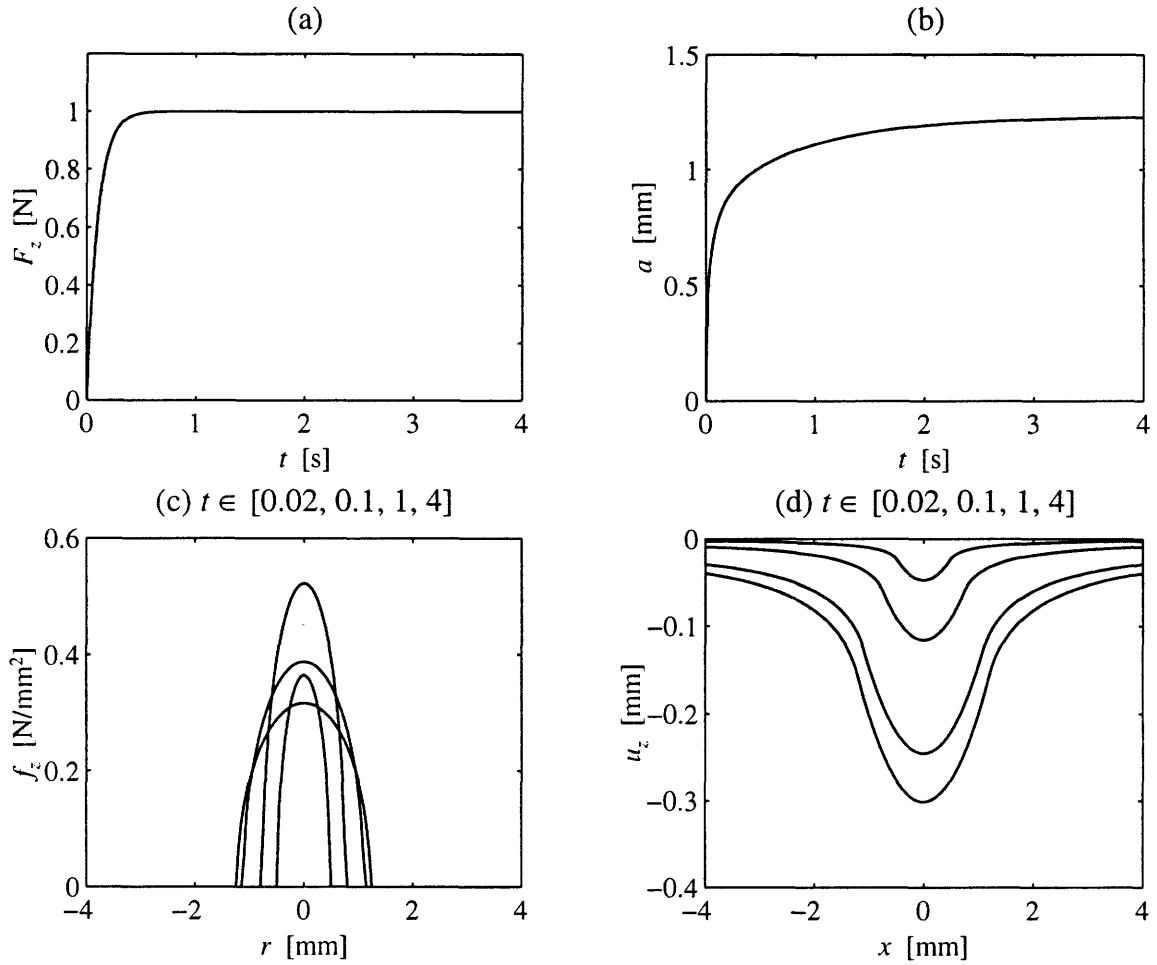 (a)
1
0.8
0.6
0.4
0.2
0
F_z [N]
0 1 2 3 4
t [s]
(b)
1.5
1
0.5
0
a [mm]
0 1 2 3 4
t [s]
(c) t ∈ [0.02, 0.1, 1, 4]
0.6
0.4
0.2
0
f_z [N/mm²]
−4 −2 0 2 4
r [mm]
(d) t ∈ [0.02, 0.1, 1, 4]
0
−0.1
−0.2
−0.3
−0.4
u_z [mm]
−4 −2 0 2 4
x [mm]